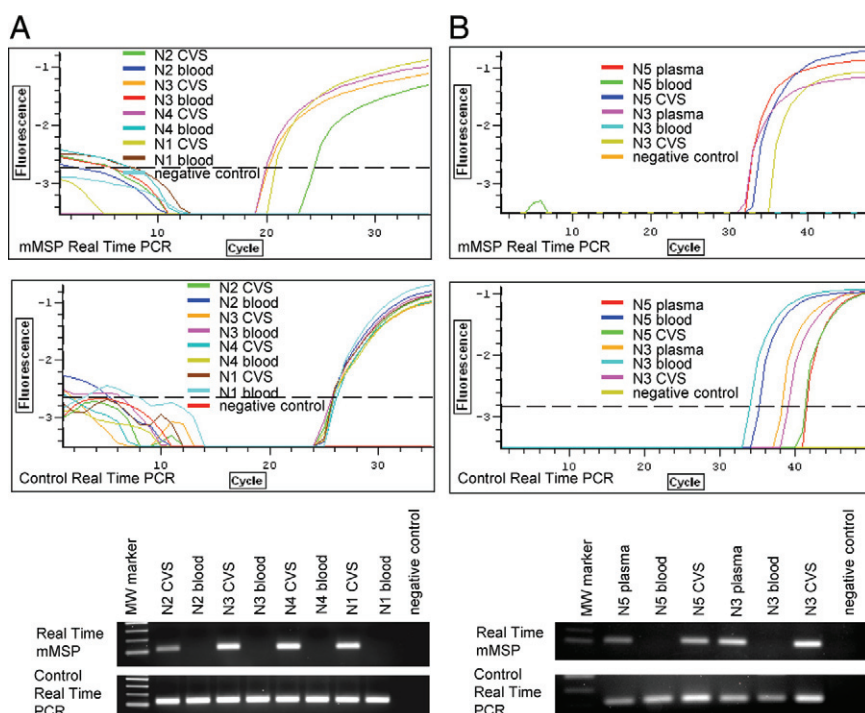 A
Fluorescence
-1
-2
-3
N2 CVS
N2 blood
N3 CVS
N3 blood
N4 CVS
N4 blood
N1 CVS
N1 blood
negative control
10
20
30
mMSP Real Time PCR
Cycle
Fluorescence
-1
-2
-3
N2 CVS
N2 blood
N3 CVS
N3 blood
N4 CVS
N4 blood
N1 CVS
N1 blood
negative control
10
20
30
Control Real Time PCR
Cycle
MW marker
N2 CVS
N2 blood
N3 CVS
N3 blood
N4 CVS
N4 blood
N1 CVS
N1 blood
negative control
Real Time
mMSP
Control
Real Time
PCR
B
Fluorescence
-1
-2
-3
N5 plasma
N5 blood
N5 CVS
N3 plasma
N3 blood
N3 CVS
negative control
10
20
30
40
mMSP Real Time PCR
Cycle
Fluorescence
-1
-2
-3
N5 plasma
N5 blood
N5 CVS
N3 plasma
N3 blood
N3 CVS
negative control
10
20
30
40
Control Real Time PCR
Cycle
MW marker
N5 plasma
N5 blood
N5 CVS
N3 plasma
N3 blood
N3 CVS
negative control
Real Time
mMSP
Control
Real Time
PCR